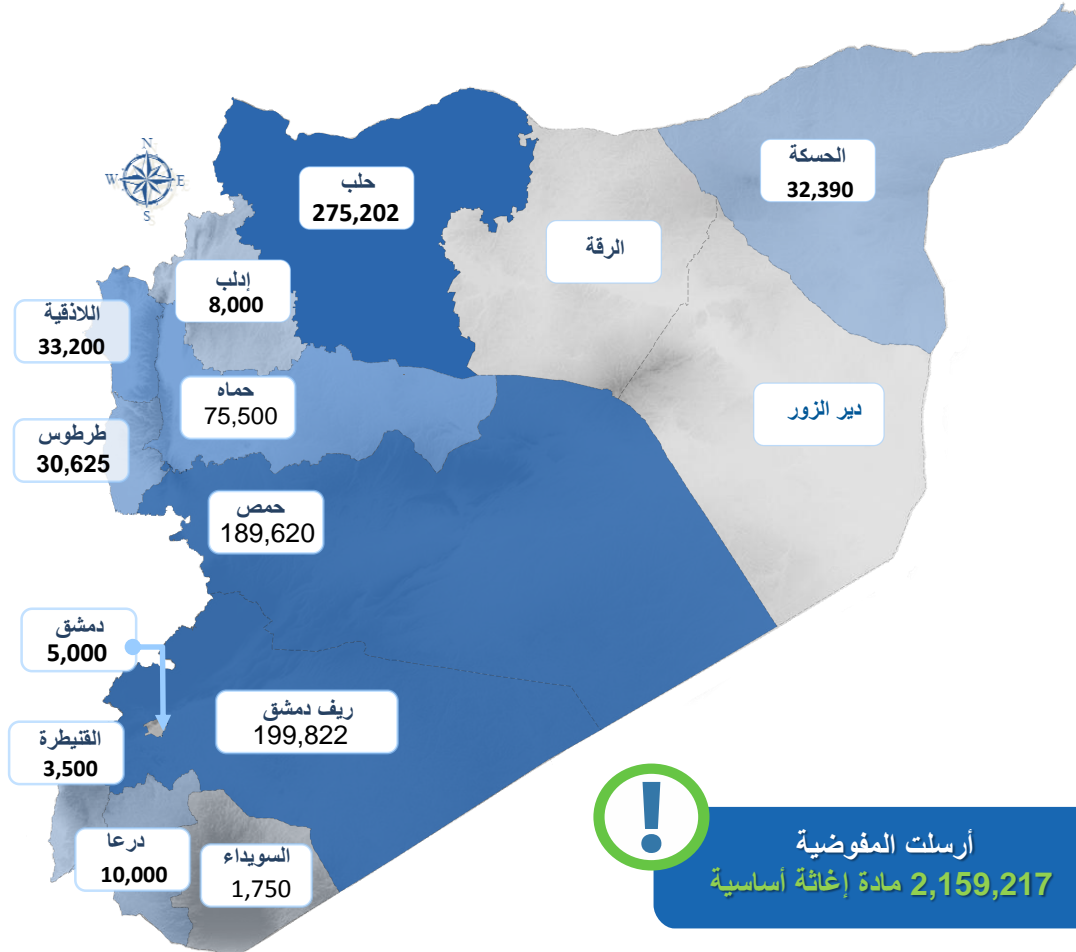 N
W
E
S
الحسكة
32,390
حلب
275,202
الرقة
إدلب
8,000
اللاذقية
33,200
حماه
75,500
دير الزور
طرطوس
30,625
حمص
189,620
دمشق
5,000
ريف دمشق
199,822
القنيطرة
3,500
درعا
10,000
السويداء
1,750
!
أرسلت المفوضية
2,159,217 مادة إغاثة أساسية